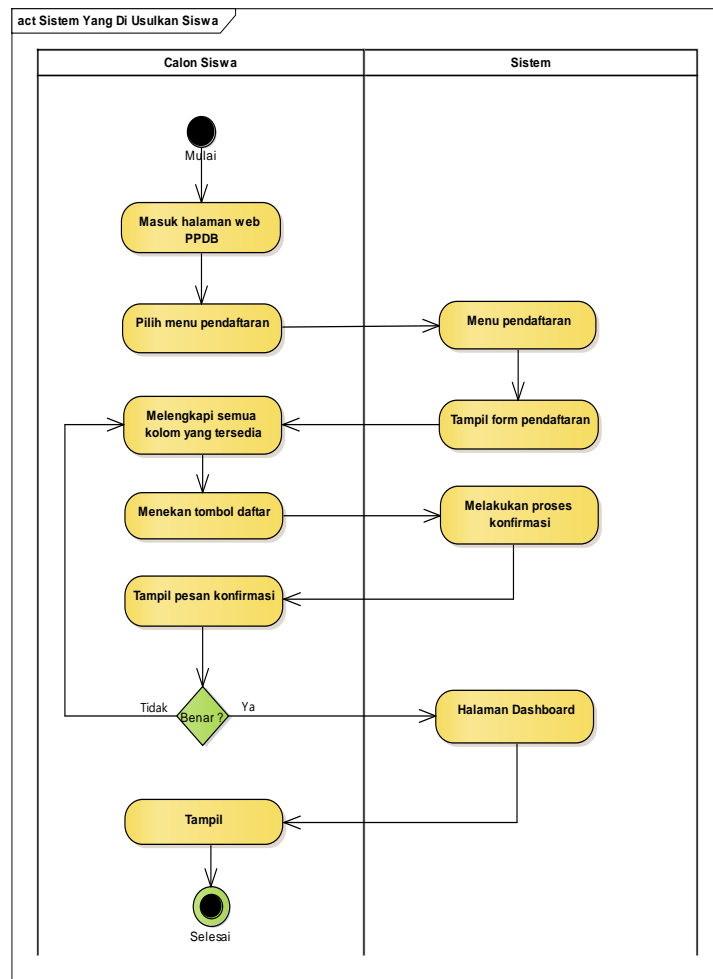 act Sistem Yang Di Usulkan Siswa
Calon Siswa
Sistem
Mulai
Masuk halaman web
PPDB
Pilih menu pendaftaran
Menu pendaftaran
Melengkapi semua
kolom yang tersedia
Tampil form pendaftaran
Menekan tombol daftar
Melakukan proses
konfirmasi
Tampil pesan konfirmasi
Tidak
Benar ?
Ya
Halaman Dashboard
Tampil
Selesai